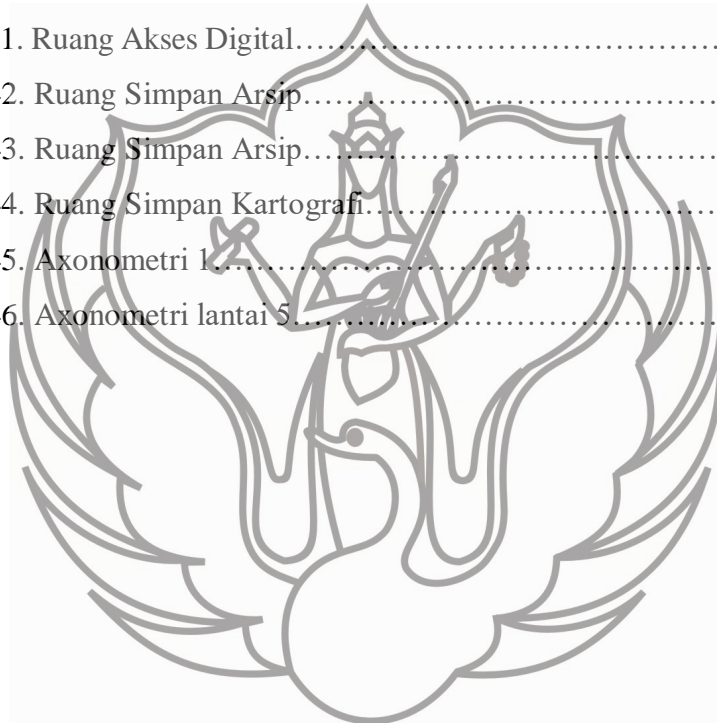 1. Ruang Akses Digital……………………………………
2. Ruang Simpan Arsip……………………………………
3. Ruang Simpan Arsip……………………………………
4. Ruang Simpan Kartografi………………………………
5. Axonometri 1……………………………………………
6. Axonometri lantai 5……………………………………